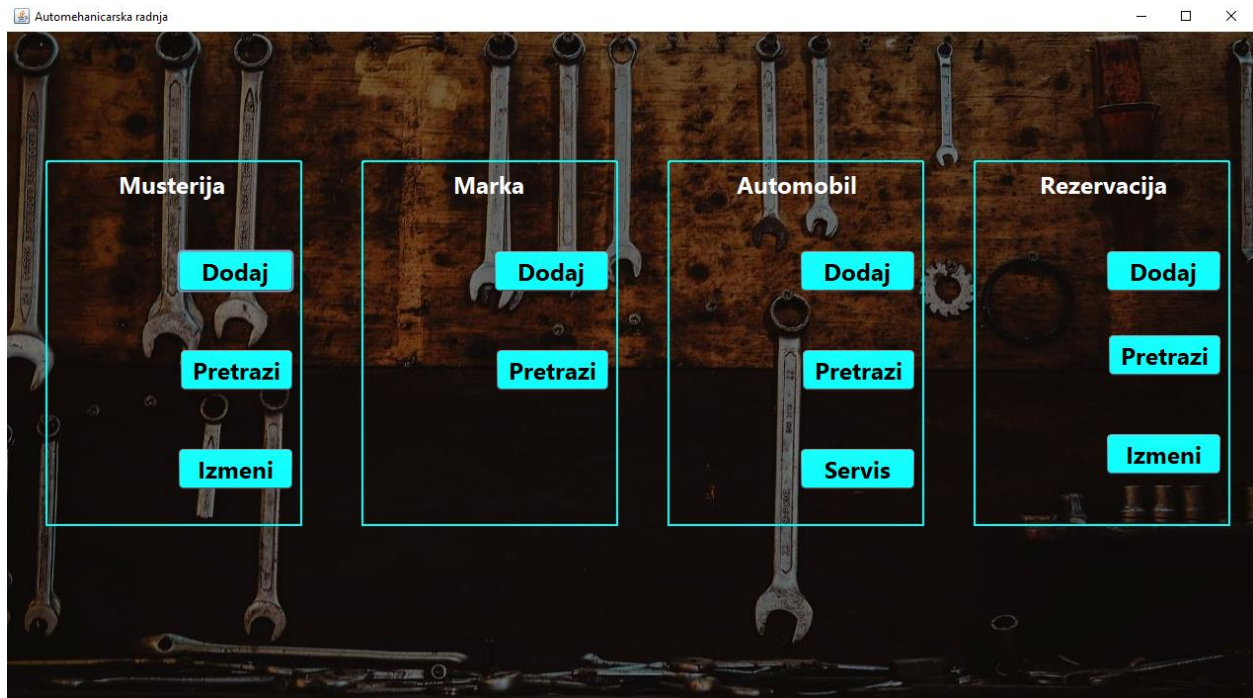 Automehanicarska radnja
Musterija
Dodaj
Pretrazi
Izmeni
Marka
Dodaj
Pretrazi
Automobil
Dodaj
Pretrazi
Servis
Rezervacija
Dodaj
Pretrazi
Izmeni